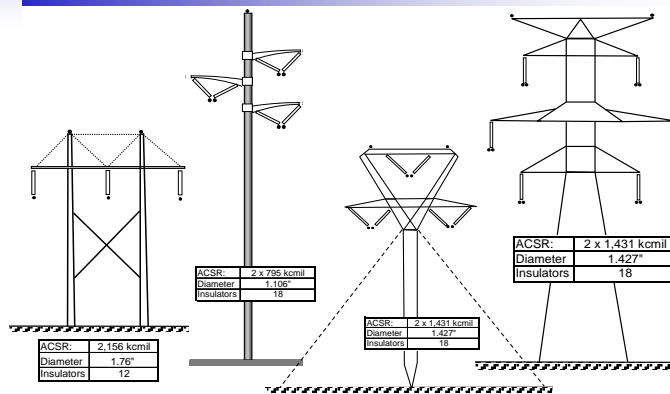 ACSR: 2,156 kcmil
Diameter 1.76"
Insulators 12
ACSR: 2 x 795 kcmil
Diameter 1.106"
Insulators 18
ACSR: 2 x 1,431 kcmil
Diameter 1.427"
Insulators 18
ACSR: 2 x 1,431 kcmil
Diameter 1.427"
Insulators 18